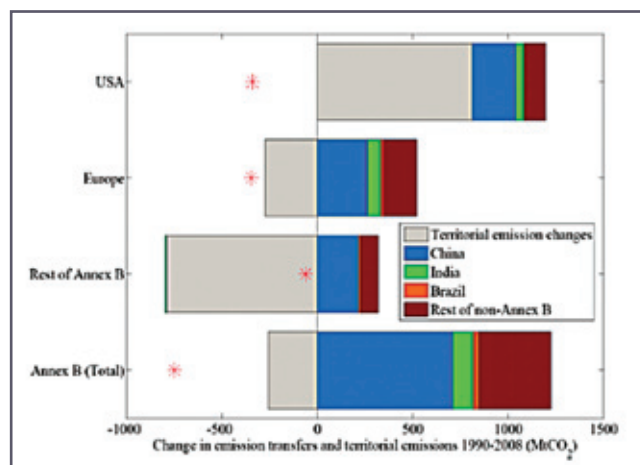 USA
Europe
Rest of Annex B
Annex B (Total)
Territorial emission changes
China
India
Brazil
Rest of non-Annex B
-1000 -500 0 500 1000 1500
Change in emission transfers and territorial emissions 1990-2008 (MtCO2)